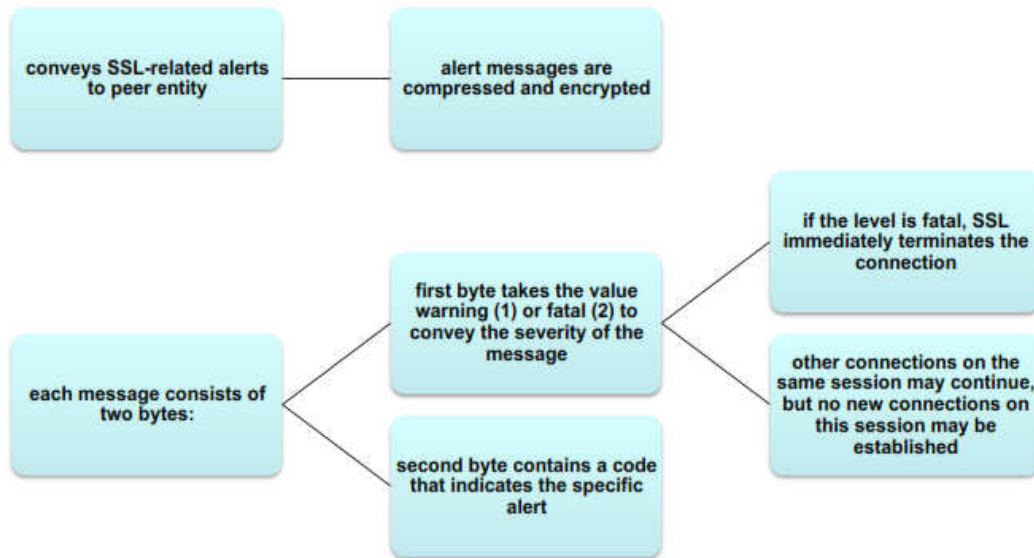 conveys SSL-related alerts
to peer entity
alert messages are
compressed and encrypted
each message consists of
two bytes:
first byte takes the value
warning (1) or fatal (2) to
convey the severity of the
message
if the level is fatal, SSL
immediately terminates the
connection
other connections on the
same session may continue,
but no new connections on
this session may be
established
second byte contains a code
that indicates the specific
alert